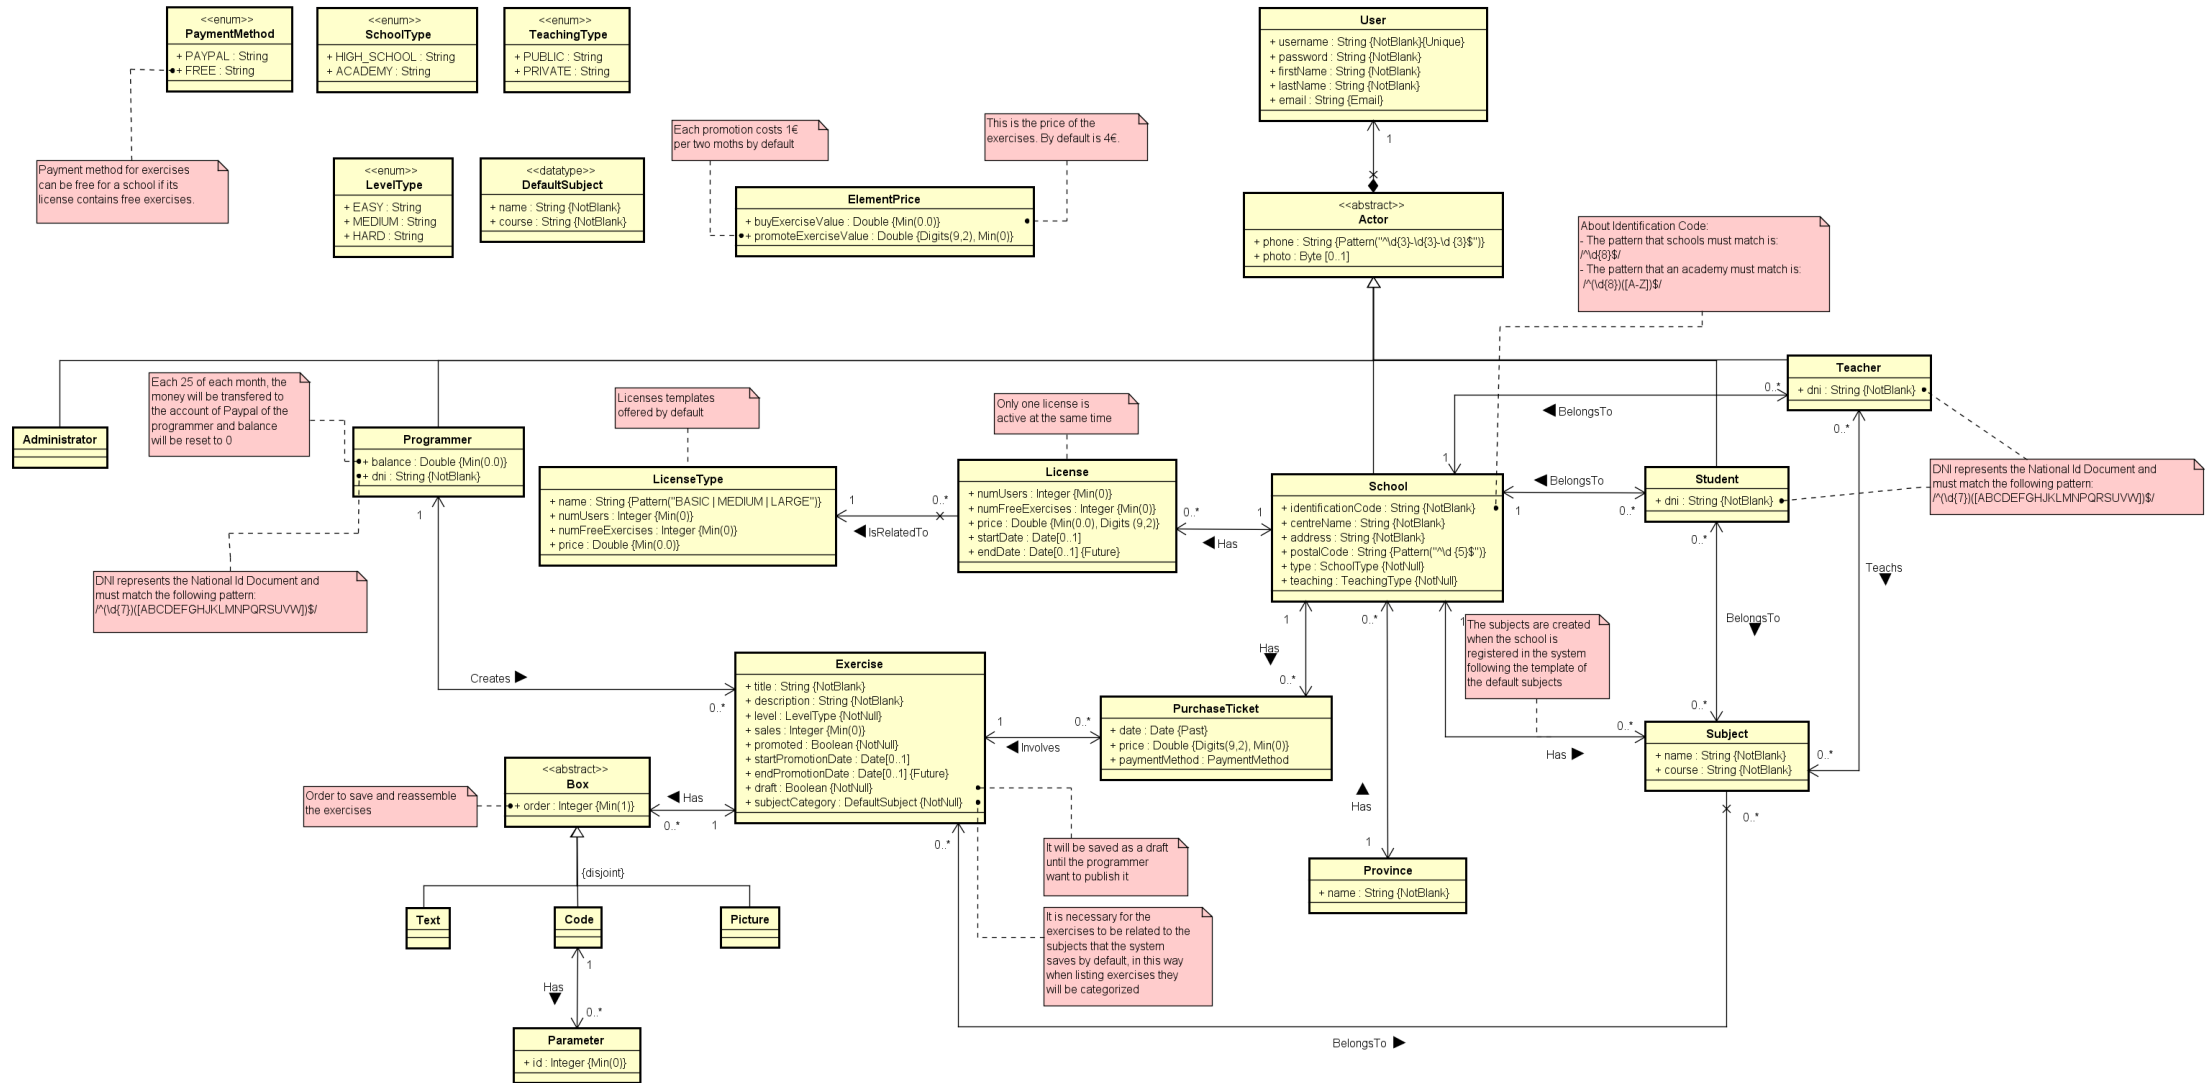 <<enum>>
PaymentMethod
+ PAYPAL : String
+ FREE : String
<<enum>>
SchoolType
+ HIGH_SCHOOL : String
+ ACADEMY : String
<<enum>>
TeachingType
+ PUBLIC : String
+ PRIVATE : String
User
+ username : String {NotBlank}{Unique}
+ password : String {NotBlank}
+ firstName : String {NotBlank}
+ lastName : String {NotBlank}
+ email : String {Email}
1
Payment method for exercises
can be free for a school if its
license contains free exercises.
<<enum>>
LevelType
+ EASY : String
+ MEDIUM : String
+ HARD : String
<<datatype>>
DefaultSubject
+ name : String {NotBlank}
+ course : String {NotBlank}
Each promotion costs 1€
per two moths by default
This is the price of the
exercises. By default is 4€.
ElementPrice
+ buyExerciseValue : Double {Min(0.0)}
+ promoteExerciseValue : Double {Digits(9,2), Min(0)}
<<abstract>>
Actor
+ phone : String {Pattern("^\d{3}-\d{3}-\d {3}$")}
+ photo : Byte [0..1]
About Identification Code:
- The pattern that schools must match is:
/^\d{8}$/
- The pattern that an academy must match is:
/^(\d{8})([A-Z])$/
Administrator
Each 25 of each month, the
money will be transfered to
the account of Paypal of the
programmer and balance
will be reset to 0
Programmer
+ balance : Double {Min(0.0)}
+ dni : String {NotBlank}
1
DNI represents the National Id Document and
must match the following pattern:
/^(\d{7})([ABCDEFGHJKLMNPQRSUVW])$/
Licenses templates
offered by default
LicenseType
+ name : String {Pattern("BASIC | MEDIUM | LARGE")}
+ numUsers : Integer {Min(0)}
+ numFreeExercises : Integer {Min(0)}
+ price : Double {Min(0.0)}
1
0..*
IsRelatedTo
Only one license is
active at the same time
License
+ numUsers : Integer {Min(0)}
+ numFreeExercises : Integer {Min(0)}
+ price : Double {Min(0.0), Digits (9,2)}
+ startDate : Date[0..1]
+ endDate : Date[0..1] {Future}
0..*
1
Has
School
+ identificationCode : String {NotBlank}
+ centreName : String {NotBlank}
+ address : String {NotBlank}
+ postalCode : String {Pattern("^\d {5}$")}
+ type : SchoolType {NotNull}
+ teaching : TeachingType {NotNull}
Teacher
+ dni : String {NotBlank}
0..*
BelongsTo
1
0..*
BelongsTo
1
0..*
Student
+ dni : String {NotBlank}
0..*
DNI represents the National Id Document and
must match the following pattern:
/^(\d{7})([ABCDEFGHJKLMNPQRSUVW])$/
Teachs
BelongsTo
1
Has
0..*
0..*
1
The subjects are created
when the school is
registered in the system
following the template of
the default subjects
Creates
0..*
Exercise
+ title : String {NotBlank}
+ description : String {NotBlank}
+ level : LevelType {NotNull}
+ sales : Integer {Min(0)}
+ promoted : Boolean {NotNull}
+ startPromotionDate : Date[0..1]
+ endPromotionDate : Date[0..1] {Future}
+ draft : Boolean {NotNull}
+ subjectCategory : DefaultSubject {NotNull}
1
0..*
Involves
PurchaseTicket
+ date : Date {Past}
+ price : Double {Digits(9,2), Min(0)}
+ paymentMethod : PaymentMethod
0..*
Has
0..*
Subject
+ name : String {NotBlank}
+ course : String {NotBlank}
0..*
0..*
Order to save and reassemble
the exercises
<<abstract>>
Box
+ order : Integer {Min(1)}
Has
0..*
1
{disjoint}
Text
Code
Picture
1
Has
0..*
Parameter
+ id : Integer {Min(0)}
0..*
It will be saved as a draft
until the programmer
want to publish it
It is necessary for the
exercises to be related to the
subjects that the system
saves by default, in this way
when listing exercises they
will be categorized
Has
1
Province
+ name : String {NotBlank}
BelongsTo